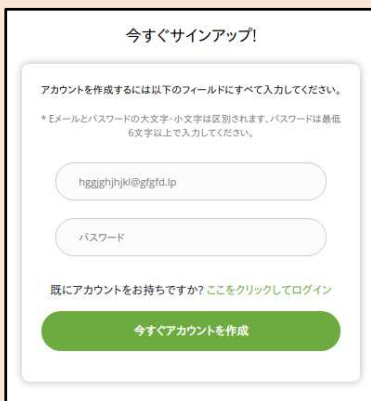 今すぐサインアップ!
アカウントを作成するには以下のフィールドにすべて入力してください。
* Eメールとパスワードの大文字・小文字は区別されます。パスワードは最低
6文字以上で入力してください。
hggjghjhjkl@gfgfd.lp
パスワード
既にアカウントをお持ちですか? ここをクリックしてログイン
今すぐアカウントを作成